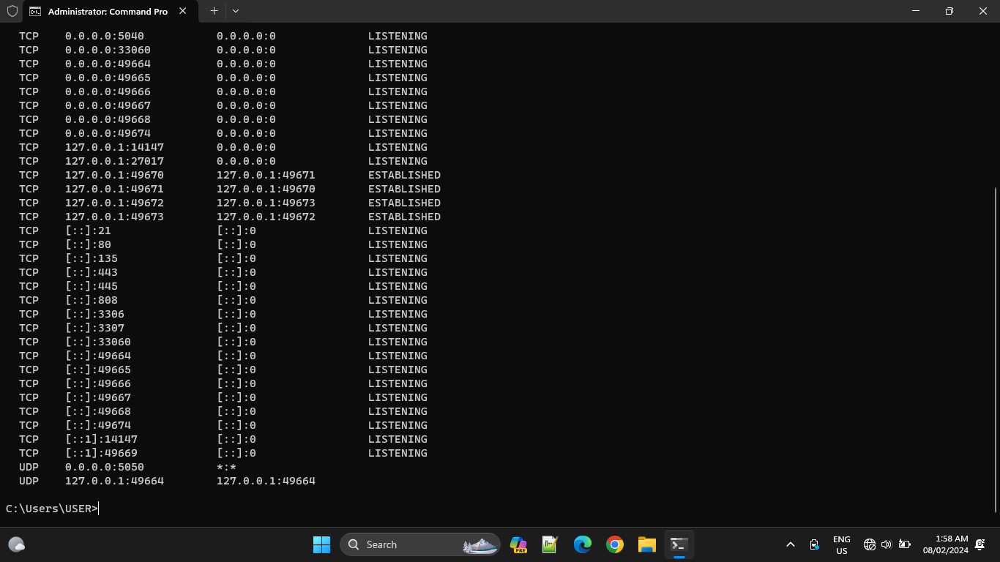 Administrator: Command Pro
TCP 0.0.0.0:5040 0.0.0.0:0 LISTENING
TCP 0.0.0.0:33060 0.0.0.0:0 LISTENING
TCP 0.0.0.0:49664 0.0.0.0:0 LISTENING
TCP 0.0.0.0:49665 0.0.0.0:0 LISTENING
TCP 0.0.0.0:49666 0.0.0.0:0 LISTENING
TCP 0.0.0.0:49667 0.0.0.0:0 LISTENING
TCP 0.0.0.0:49668 0.0.0.0:0 LISTENING
TCP 0.0.0.0:49674 0.0.0.0:0 LISTENING
TCP 127.0.0.1:14147 0.0.0.0:0 LISTENING
TCP 127.0.0.1:27017 0.0.0.0:0 LISTENING
TCP 127.0.0.1:49670 127.0.0.1:49671 ESTABLISHED
TCP 127.0.0.1:49671 127.0.0.1:49670 ESTABLISHED
TCP 127.0.0.1:49672 127.0.0.1:49673 ESTABLISHED
TCP 127.0.0.1:49673 127.0.0.1:49672 ESTABLISHED
TCP [::]:21 [::]:0 LISTENING
TCP [::]:80 [::]:0 LISTENING
TCP [::]:135 [::]:0 LISTENING
TCP [::]:443 [::]:0 LISTENING
TCP [::]:445 [::]:0 LISTENING
TCP [::]:808 [::]:0 LISTENING
TCP [::]:3306 [::]:0 LISTENING
TCP [::]:3307 [::]:0 LISTENING
TCP [::]:33060 [::]:0 LISTENING
TCP [::]:49664 [::]:0 LISTENING
TCP [::]:49665 [::]:0 LISTENING
TCP [::]:49666 [::]:0 LISTENING
TCP [::]:49667 [::]:0 LISTENING
TCP [::]:49668 [::]:0 LISTENING
TCP [::]:49674 [::]:0 LISTENING
TCP [::1]:14147 [::]:0 LISTENING
TCP [::1]:49669 [::]:0 LISTENING
UDP 0.0.0.0:5050 *:*
UDP 127.0.0.1:49664 127.0.0.1:49664
C:\Users\USER>
Search
PRE
ENG
US
1:58 AM
08/02/2024